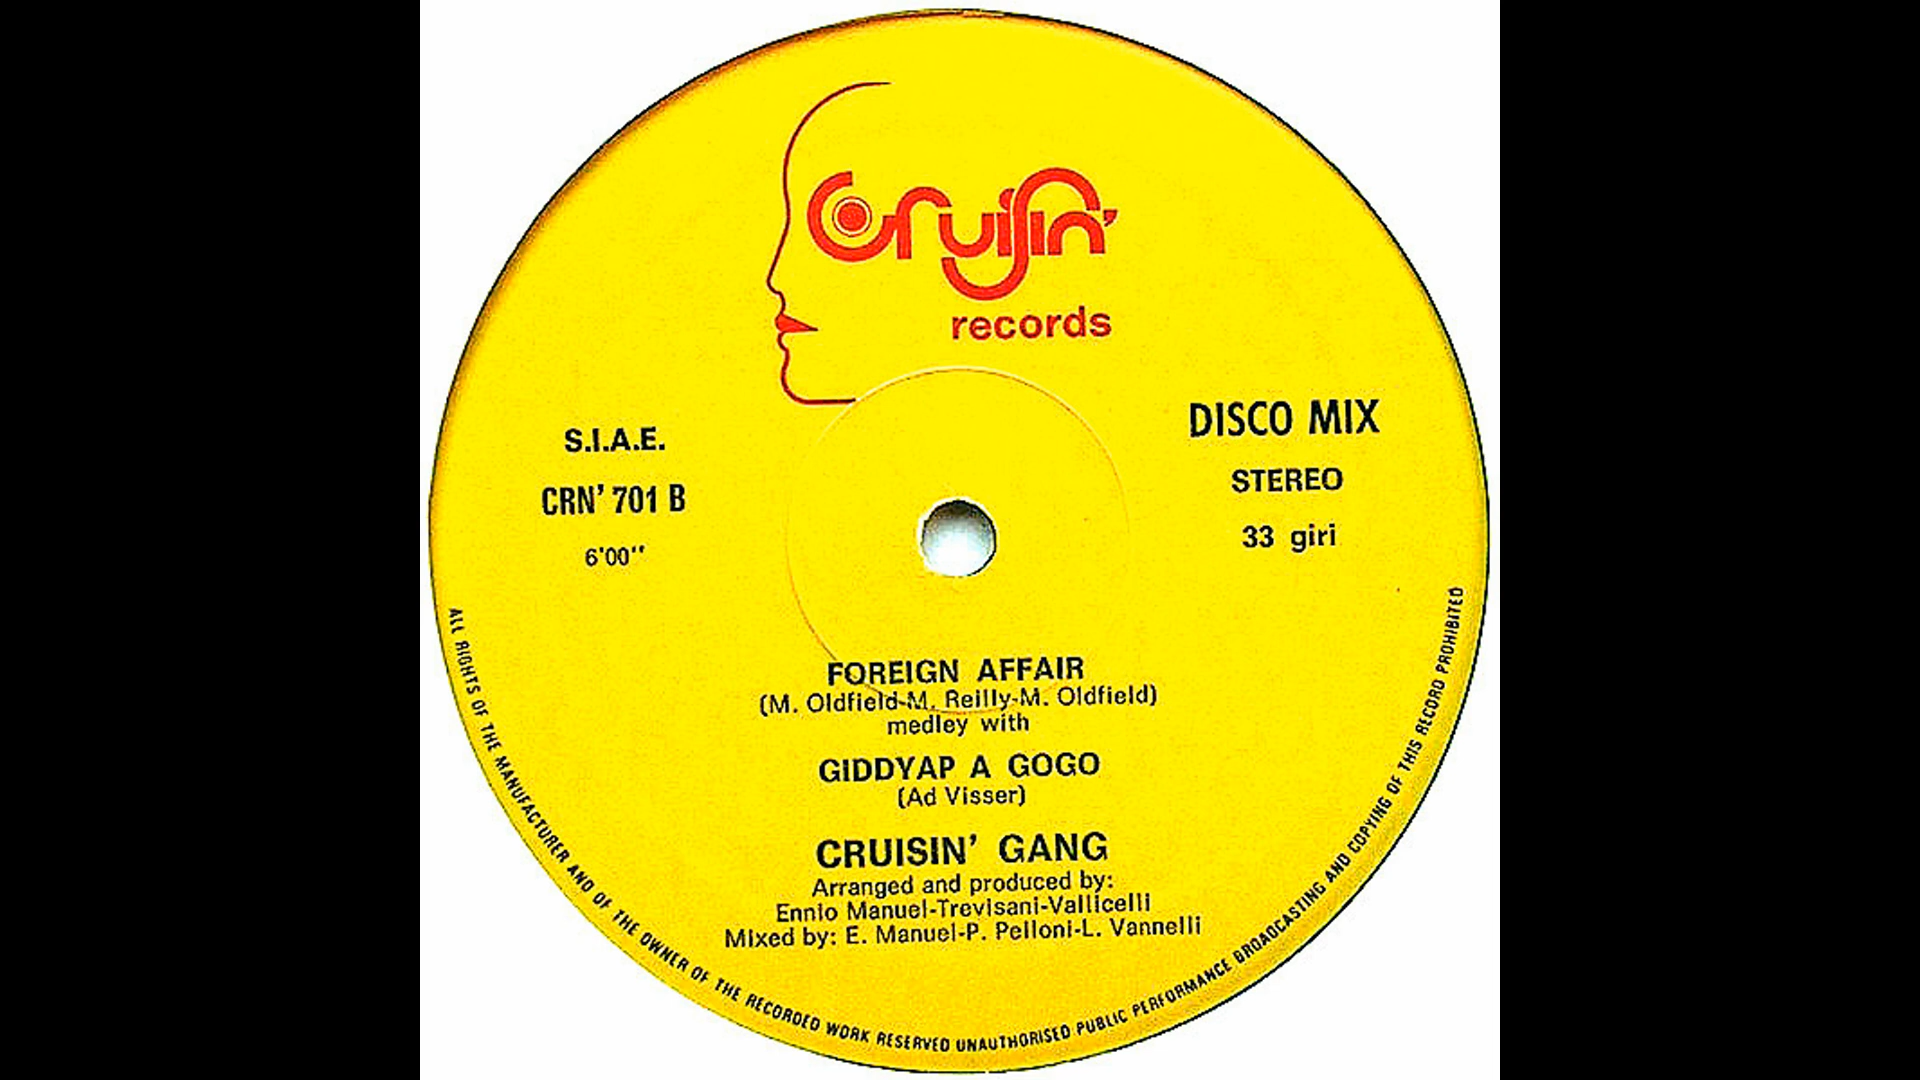 Cruisin'
records
DISCO MIX
S.I.A.E.
STEREO
CRN' 701 B
33 giri
6'00''
FOREIGN AFFAIR
(M. Oldfield-M. Reilly-M. Oldfield)
medley with
GIDDYAP A GOGO
(Ad Visser)
CRUISIN' GANG
Arranged and produced by:
Ennio Manuel-Trevisani-Vallicelli
Mixed by: E. Manuel-P. Pelloni-L. Vannelli
ALL RIGHTS OF THE MANUFACTURER AND OF THE OWNER OF THE RECORDED WORK RESERVED UNAUTHORISED PUBLIC PERFORMANCE BROADCASTING AND COPYING OF THIS RECORD PROHIBITED